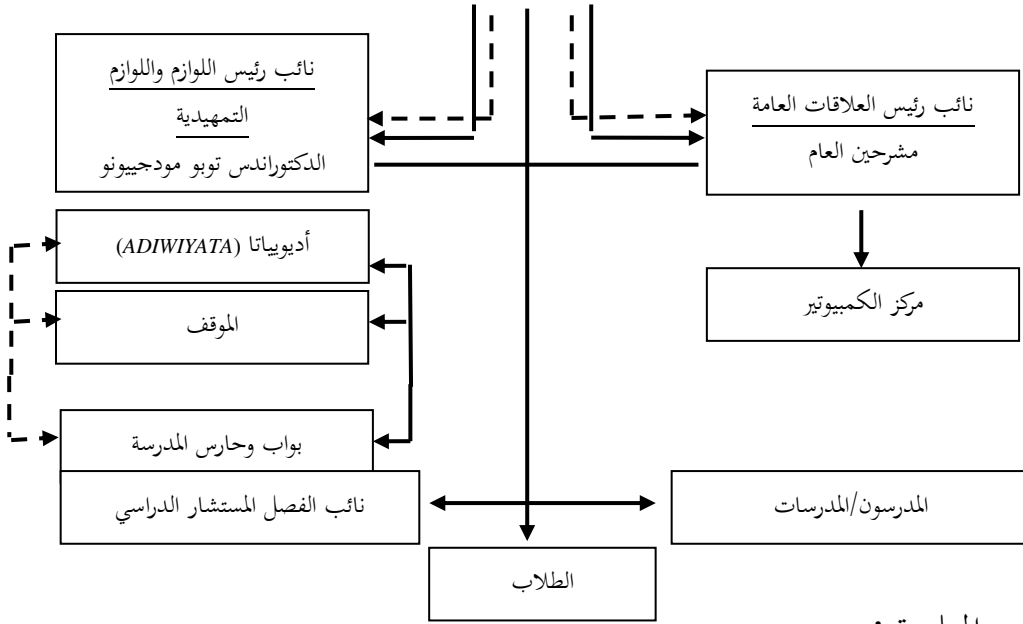 نائب رئيس العلاقات العامة
مشرحين العام
نائب رئيس اللوازم واللوازم
التمهيدية
الدكتوراندس توبو مودجييونو
أديوبياتا (ADIWIYATA)
مركز الكمبيوتير
الموقف
بواب وحارس المدرسة
المدرسون/المدرسات
نائب الفصل المستشار الدراسي
الطلاب